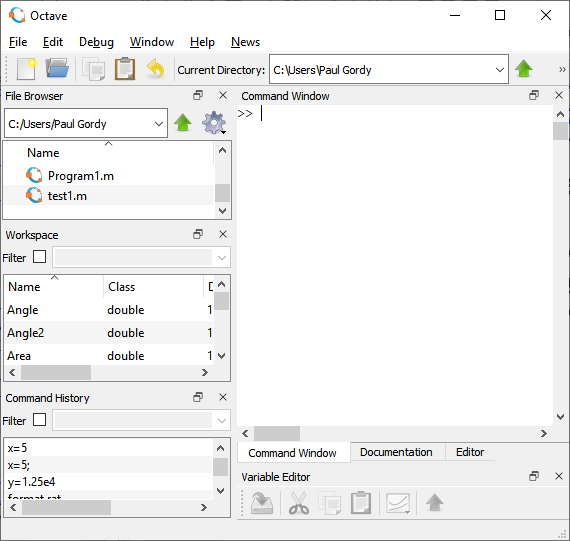 Octave
File Edit Debug Window Help News
Current Directory: C:\Users\Paul Gordy
File Browser
C:/Users/Paul Gordy
Name
Program1.m
test1.m
Workspace
Filter
Name Class D
Angle double 1
Angle2 double 1
Area double 1
Command History
Filter
x=5
x=5;
y=1.25e4
format rat
Command Window
>>
Command Window Documentation Editor
Variable Editor